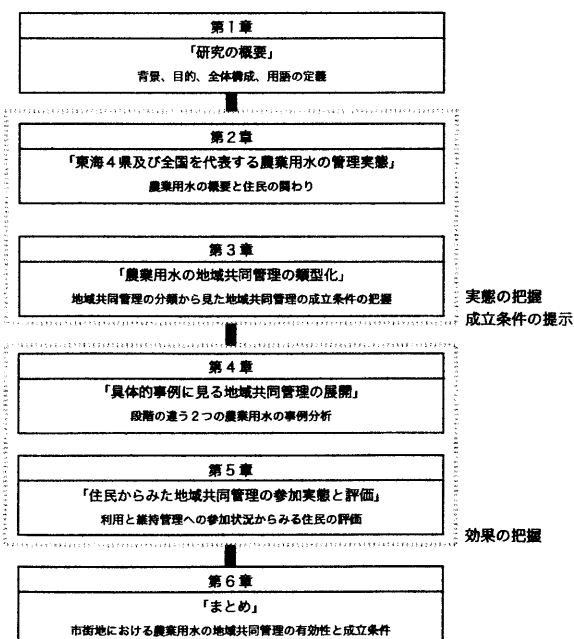 第1章
「研究の概要」
背景、目的、全体構成、用語の定義
第2章
「東海4県及び全国を代表する農業用水の管理実態」
農業用水の概要と住民の関わり
第3章
「農業用水の地域共同管理の類型化」
地域共同管理の分類から見た地域共同管理の成立条件の把握
実態の把握
成立条件の提示
第4章
「具体的事例に見る地域共同管理の展開」
段階の違う2つの農業用水の事例分析
第5章
「住民からみた地域共同管理の参加実態と評価」
利用と維持管理への参加状況からみる住民の評価
効果の把握
第6章
「まとめ」
市街地における農業用水の地域共同管理の有効性と成立条件